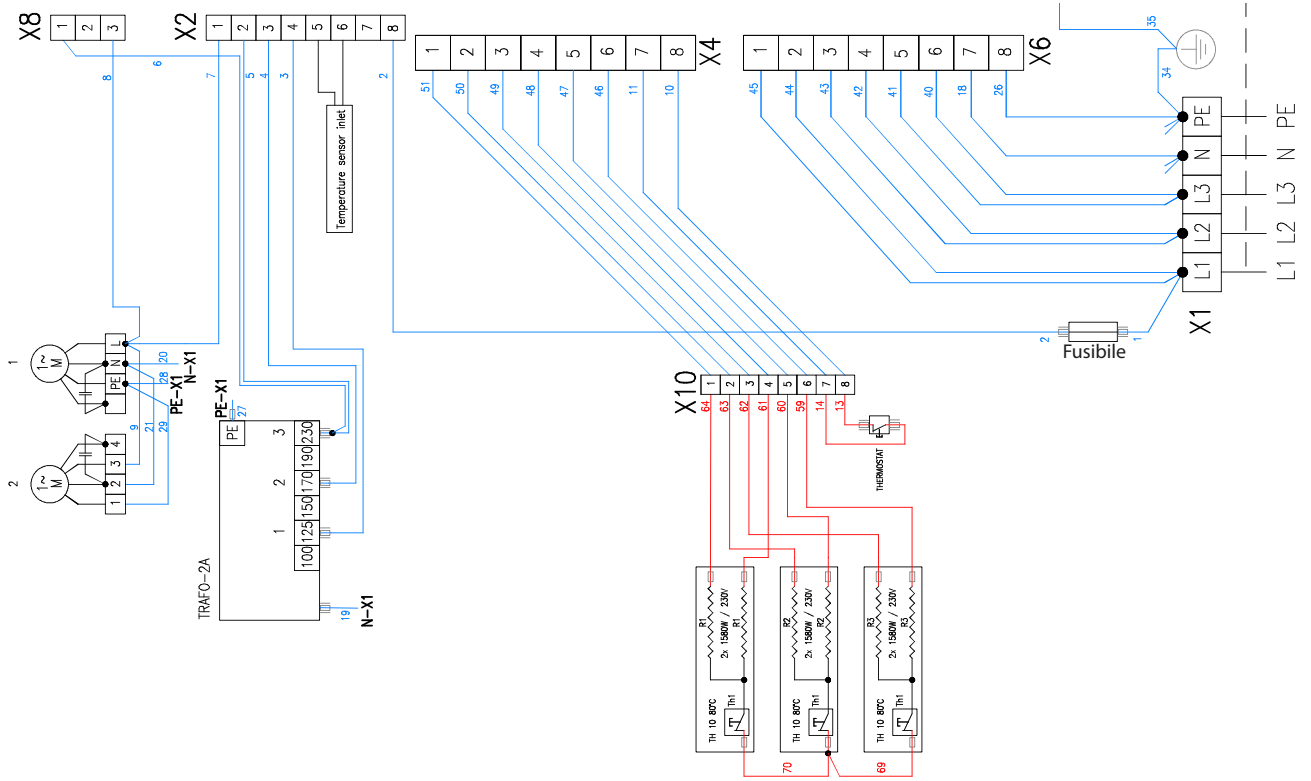 X8
1
2
3
X2
1
2
3
4
5
6
7
8
X4
1
2
3
4
5
6
7
8
X6
1
2
3
4
5
6
7
8
8
6
7
5
4
3
2
51
50
49
48
47
46
11
10
45
44
43
42
41
40
18
26
34
35
Temperature sensor inlet
X1
L1
L2
L3
N
PE
L1
L2
L3
N
PE
2
1
Fusibile
1
1~
M
PE
N
L
20
28
N-X1
PE-X1
2
1~
M
1
2
3
4
9
21
29
PE-X1
27
PE
TRAFO-2A
1
2
3
100
125
150
170
190
230
19
N-X1
X10
1
2
3
4
5
6
7
8
64
63
62
61
60
59
14
13
THERMOSTAT
R1
2x 1580W / 230V
R1
TH 10 80°C
Th1
R2
2x 1580W / 230V
R2
TH 10 80°C
Th1
R3
2x 1580W / 230V
R3
TH 10 80°C
Th1
70
69